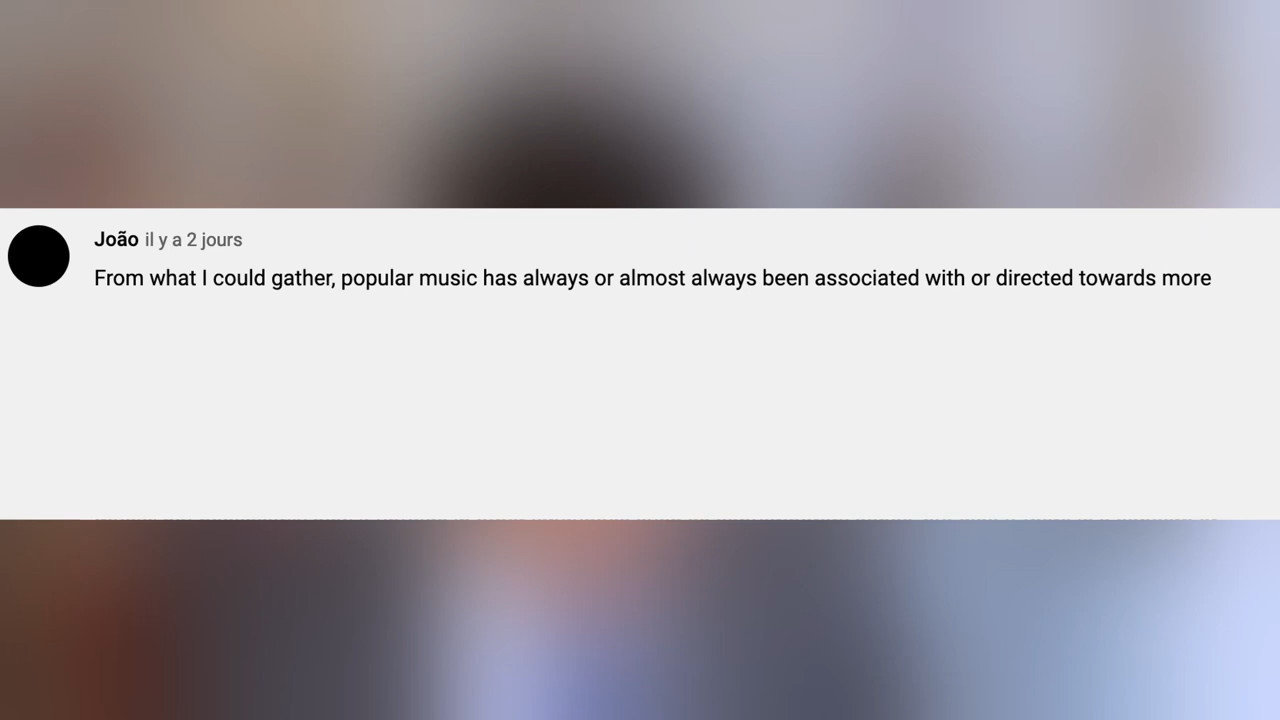 João il y a 2 jours
From what I could gather, popular music has always or almost always been associated with or directed towards more